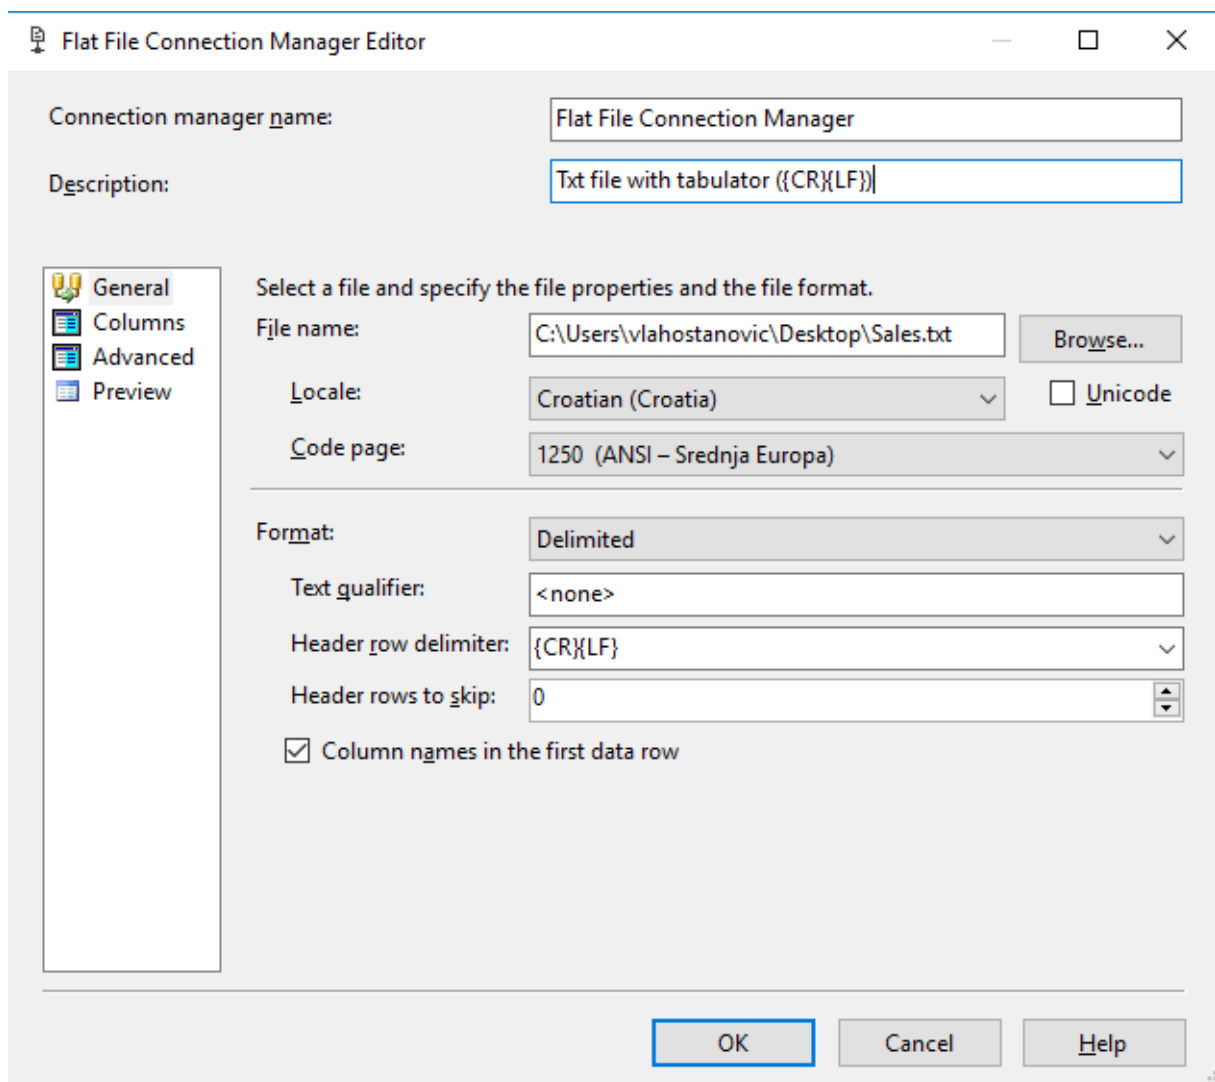 Flat File Connection Manager Editor
Connection manager name: Flat File Connection Manager
Description: Txt file with tabulator ({CR}{LF})
General
Columns
Advanced
Preview
Select a file and specify the file properties and the file format.
File name: C:\Users\vlahostanovic\Desktop\Sales.txt Browse...
Locale: Croatian (Croatia) Unicode
Code page: 1250 (ANSI – Srednja Europa)
Format: Delimited
Text qualifier: <none>
Header row delimiter: {CR}{LF}
Header rows to skip: 0
Column names in the first data row
OK Cancel Help